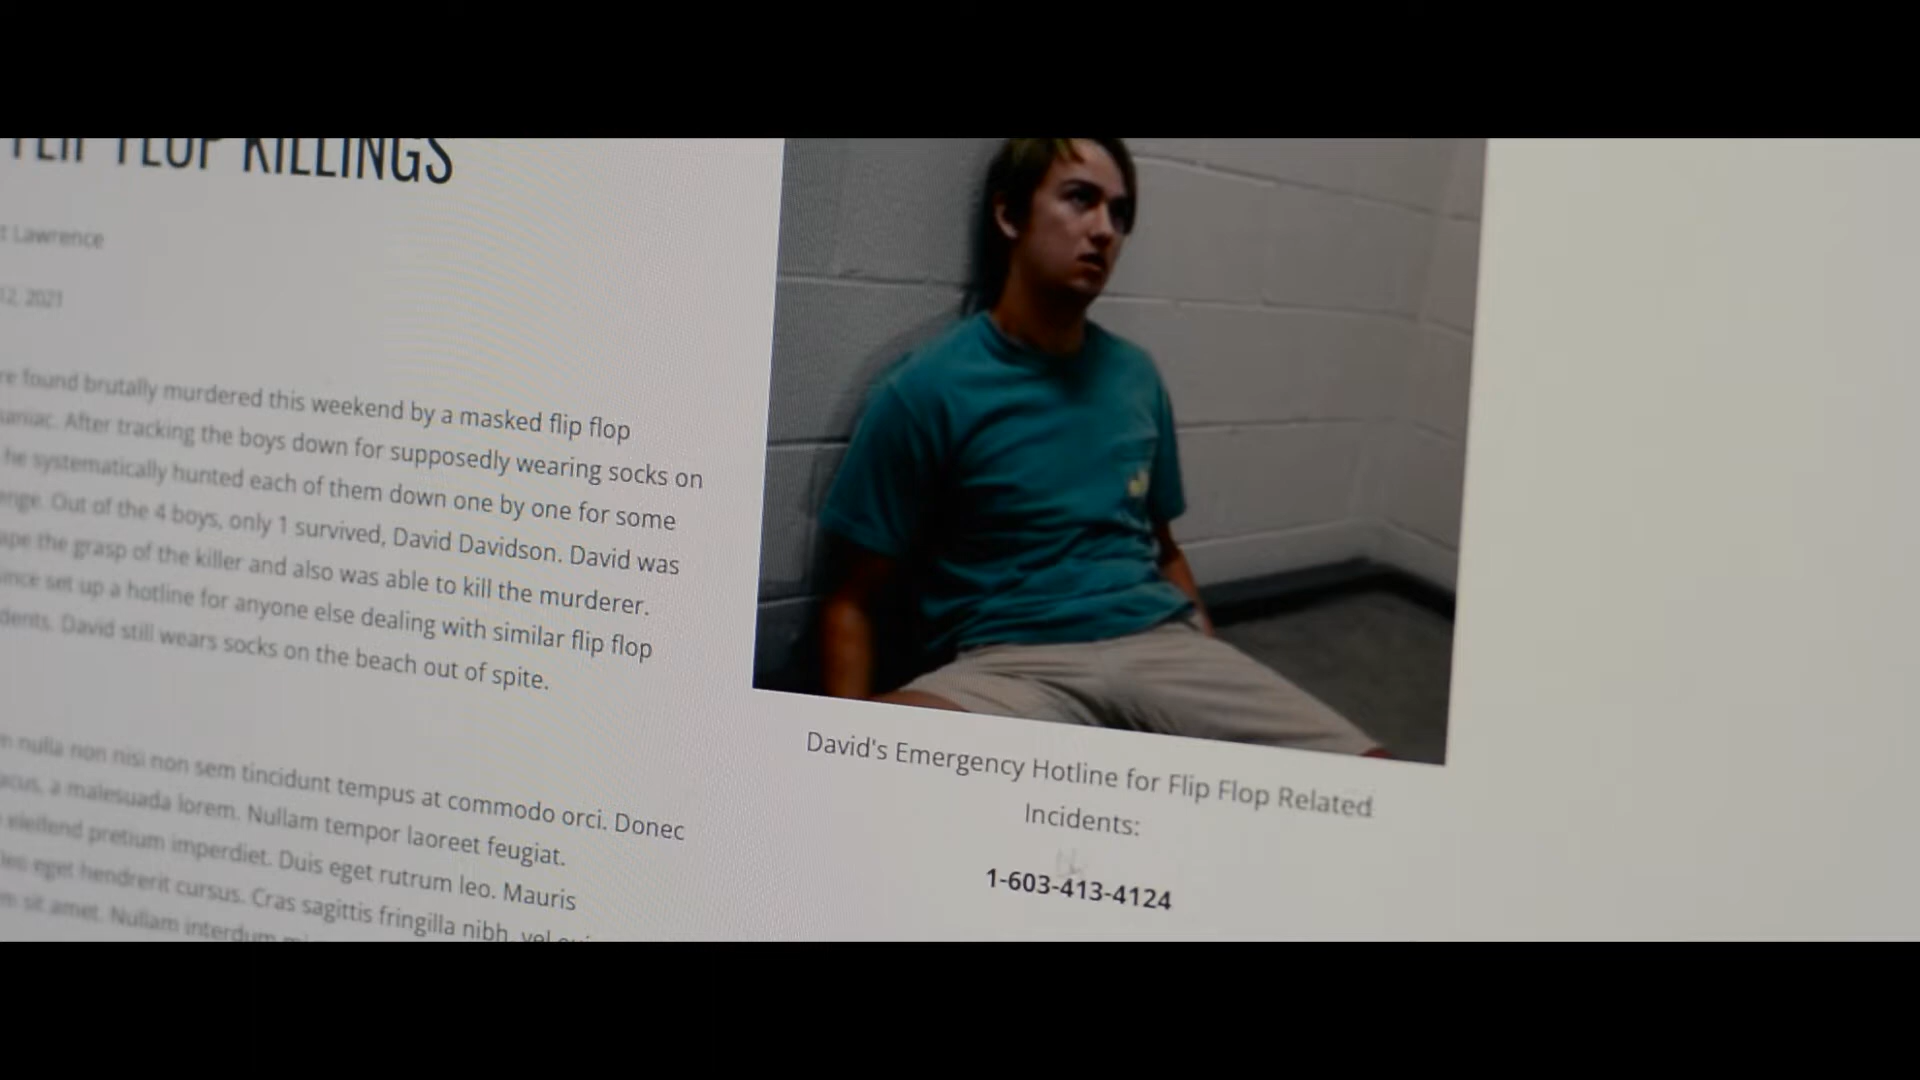 FLIP FLOP KILLINGS
Lawrence
12, 2021
found brutally murdered this weekend by a masked flip flop
After tracking the boys down for supposedly wearing socks on
he systematically hunted each of them down one by one for some
Out of the 4 boys, only 1 survived, David Davidson. David was
the grasp of the killer and also was able to kill the murderer.
set up a hotline for anyone else dealing with similar flip flop
David still wears socks on the beach out of spite.
nulla non nisi non sem tincidunt tempus at commodo orci. Donec
a malesuada lorem. Nullam tempor laoreet feugiat.
eleifend pretium imperdiet. Duis eget rutrum leo. Mauris
leo eget hendrerit cursus. Cras sagittis fringilla nibh, vel
sit amet. Nullam interdum
David's Emergency Hotline for Flip Flop Related
Incidents:
1-603-413-4124